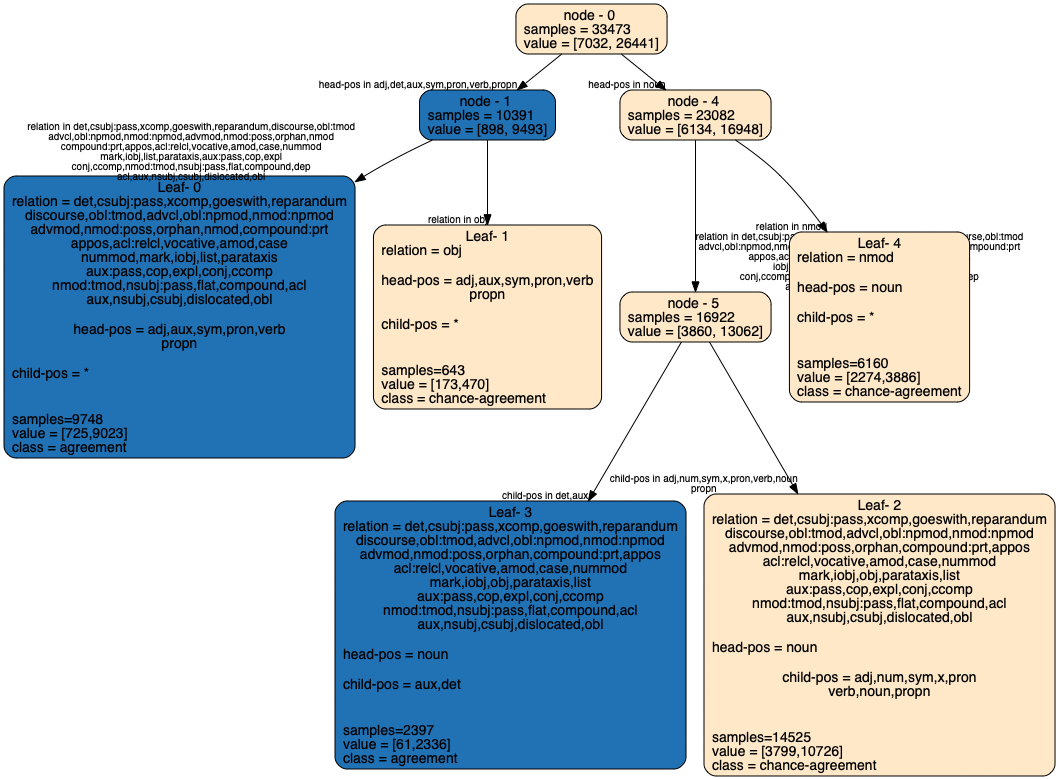 node - 0
samples = 33473
value = [7032, 26441]
head-pos in adj,det,aux,sym,pron,verb,propn
head-pos in noun
node - 1
samples = 10391
value = [898, 9493]
node - 4
samples = 23082
value = [6134, 16948]
relation in det,csubj:pass,xcomp,goeswith,reparandum,discourse,obl:tmod
advcl,obl:npmod,nmod:npmod,advmod,nmod:poss,orphan,nmod
compound:prt,appos,acl:relcl,vocative,amod,case,nummod
mark,iobj,list,parataxis,aux:pass,cop,expl
conj,ccomp,nmod:tmod,nsubj:pass,flat,compound,dep
acl,aux,nsubj,csubj,dislocated,obl
Leaf- 0
relation = det,csubj:pass,xcomp,goeswith,reparandum
discourse,obl:tmod,advcl,obl:npmod,nmod:npmod
advmod,nmod:poss,orphan,nmod,compound:prt
appos,acl:relcl,vocative,amod,case
nummod,mark,iobj,list,parataxis
aux:pass,cop,expl,conj,ccomp
nmod:tmod,nsubj:pass,flat,compound,acl
aux,nsubj,csubj,dislocated,obl
head-pos = adj,aux,sym,pron,verb
propn
child-pos = *
samples=9748
value = [725,9023]
class = agreement
relation in obj
Leaf- 1
relation = obj
head-pos = adj,aux,sym,pron,verb
propn
child-pos = *
samples=643
value = [173,470]
class = chance-agreement
relation in nmod
relation in det,csubj:pa
rse,obl:tmod
advcl,obl:npmod,nm
ompound:prt
appos,ac
iobj
conj,ccom
ep
Leaf- 4
relation = nmod
head-pos = noun
child-pos = *
samples=6160
value = [2274,3886]
class = chance-agreement
node - 5
samples = 16922
value = [3860, 13062]
child-pos in det,aux
child-pos in adj,num,sym,x,pron,verb,noun
propn
Leaf- 3
relation = det,csubj:pass,xcomp,goeswith,reparandum
discourse,obl:tmod,advcl,obl:npmod,nmod:npmod
advmod,nmod:poss,orphan,compound:prt,appos
acl:relcl,vocative,amod,case,nummod
mark,iobj,obj,parataxis,list
aux:pass,cop,expl,conj,ccomp
nmod:tmod,nsubj:pass,flat,compound,acl
aux,nsubj,csubj,dislocated,obl
head-pos = noun
child-pos = aux,det
samples=2397
value = [61,2336]
class = agreement
Leaf- 2
relation = det,csubj:pass,xcomp,goeswith,reparandum
discourse,obl:tmod,advcl,obl:npmod,nmod:npmod
advmod,nmod:poss,orphan,compound:prt,appos
acl:relcl,vocative,amod,case,nummod
mark,iobj,obj,parataxis,list
aux:pass,cop,expl,conj,ccomp
nmod:tmod,nsubj:pass,flat,compound,acl
aux,nsubj,csubj,dislocated,obl
head-pos = noun
child-pos = adj,num,sym,x,pron
verb,noun,propn
samples=14525
value = [3799,10726]
class = chance-agreement